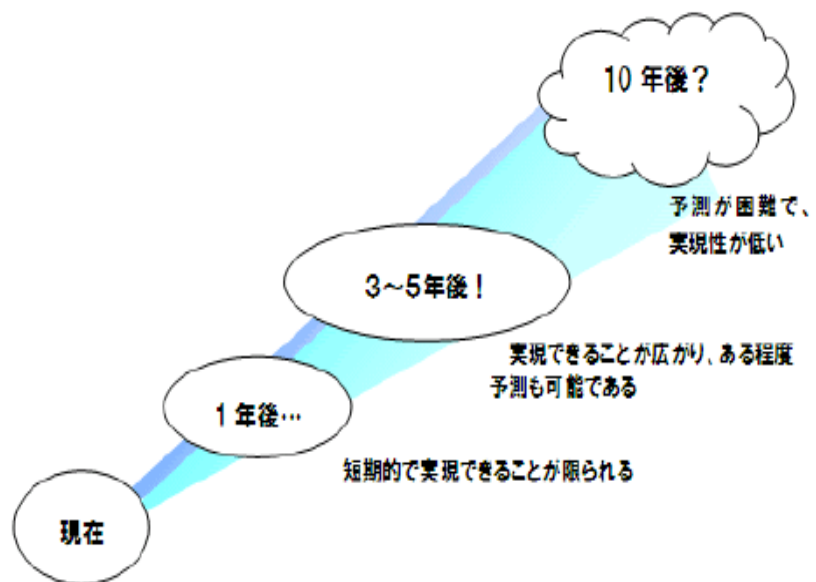 10年後？
予測が困難で、
実現性が低い
3～5年後！
実現できることが広がり、ある程度
予測も可能である
1年後…
短期的で実現できることが限られる
現在